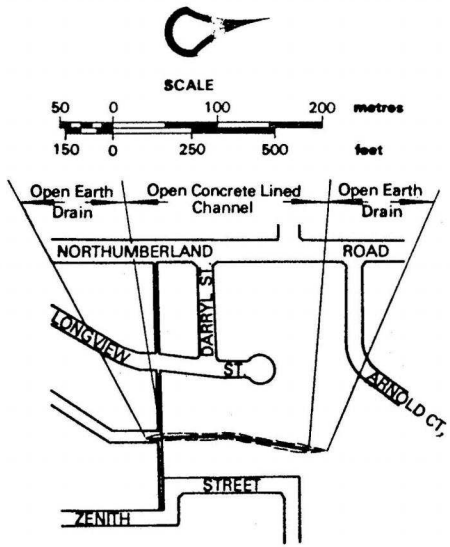 SCALE
50 0 100 200 metres
150 0 250 500 feet
Open Earth Drain
Open Concrete Lined Channel
Open Earth Drain
NORTHUMBERLAND ROAD
DARRYL ST.
LONGVIEW ST.
ARNOLD CT,
STREET
ZENITH